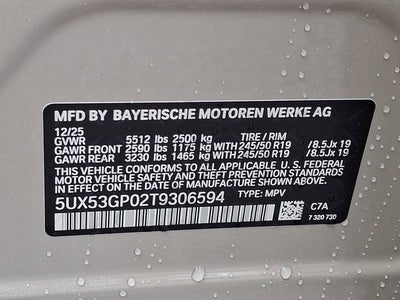 MFD BY BAYERISCHE MOTOREN WERKE AG
12/25
GVWR 5512 lbs 2500 kg TIRE / RIM
GAWR FRONT 2590 lbs 1175 kg WITH 245/50 R19 /8.5Jx 19
GAWR REAR 3230 lbs 1465 kg WITH 245/50 R19 /8.5Jx 19
THIS VEHICLE CONFORMS TO ALL APPLICABLE U.S. FEDERAL
MOTOR VEHICLE SAFETY AND THEFT PREVENTION STANDARDS
IN EFFECT ON THE DATE OF MANUFACTURE SHOWN ABOVE.
5UX53GP02T9306594 TYPE: MPV
C7A
7 320 730